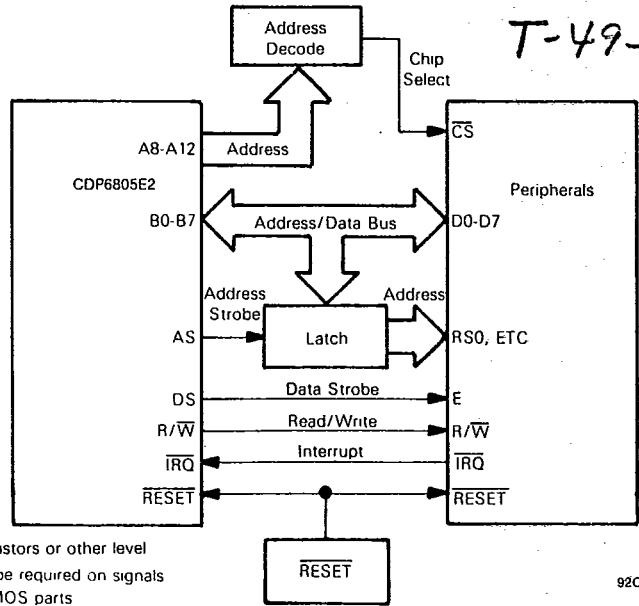 Address
Decode
T-49-
Chip
Select
A8-A12
Address
CS
CDP6805E2
Peripherals
B0-B7
Address/Data Bus
D0-D7
Address
Strobe
Address
AS
Latch
RS0, ETC
DS
Data Strobe
E
R/W
Read/Write
R/W
IRQ
Interrupt
IRQ
RESET
RESET
RESET
or other level
be required on signals
MOS parts
92C